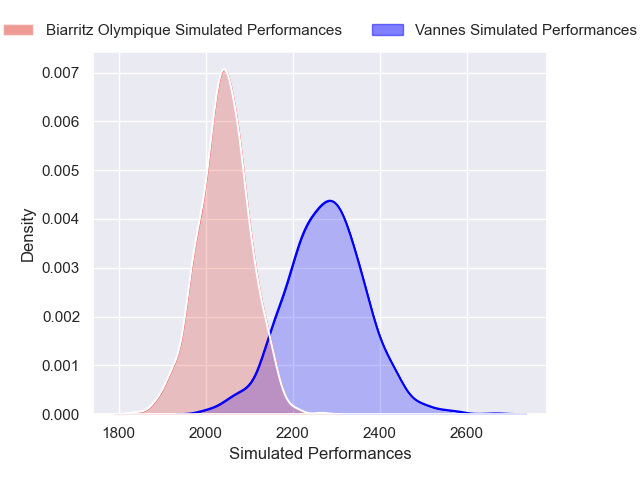 Biarritz Olympique Simulated Performances Vannes Simulated Performances
0.007
0.006
0.005
0.004
0.003
0.002
0.001
0.000
Density
1800 2000 2200 2400 2600
Simulated Performances